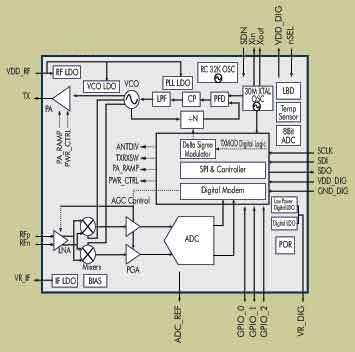 SDN
Xin
Xout
VDD_DIG
nSEL
VDD_RF
RF LDO
PLL LDO
RC 32K OSC
VCO LDO
VCO
TX
PA
LPF
CP
PFD
30M XTAL
OSC
LBD
Temp
Sensor
8Bit
ADC
÷N
PA_RAMP
PWR_CTRL
ANTDIV
TXRXSW
PA_RAMP
PWR_CTRL
Delta Sigma
Modulator
TXMOD Digital Logic
SPI & Controller
Digital Modem
SCLK
SDI
SDO
VDD_DIG
GND_DIG
AGC Control
Low Power
Digital LDO
Digital LDO
RFp
RFn
LNA
Mixers
PGA
ADC
POR
VR_IF
IF LDO
BIAS
ADC_REF
GPIO_0
GPIO_1
GPIO_2
VR_DIG